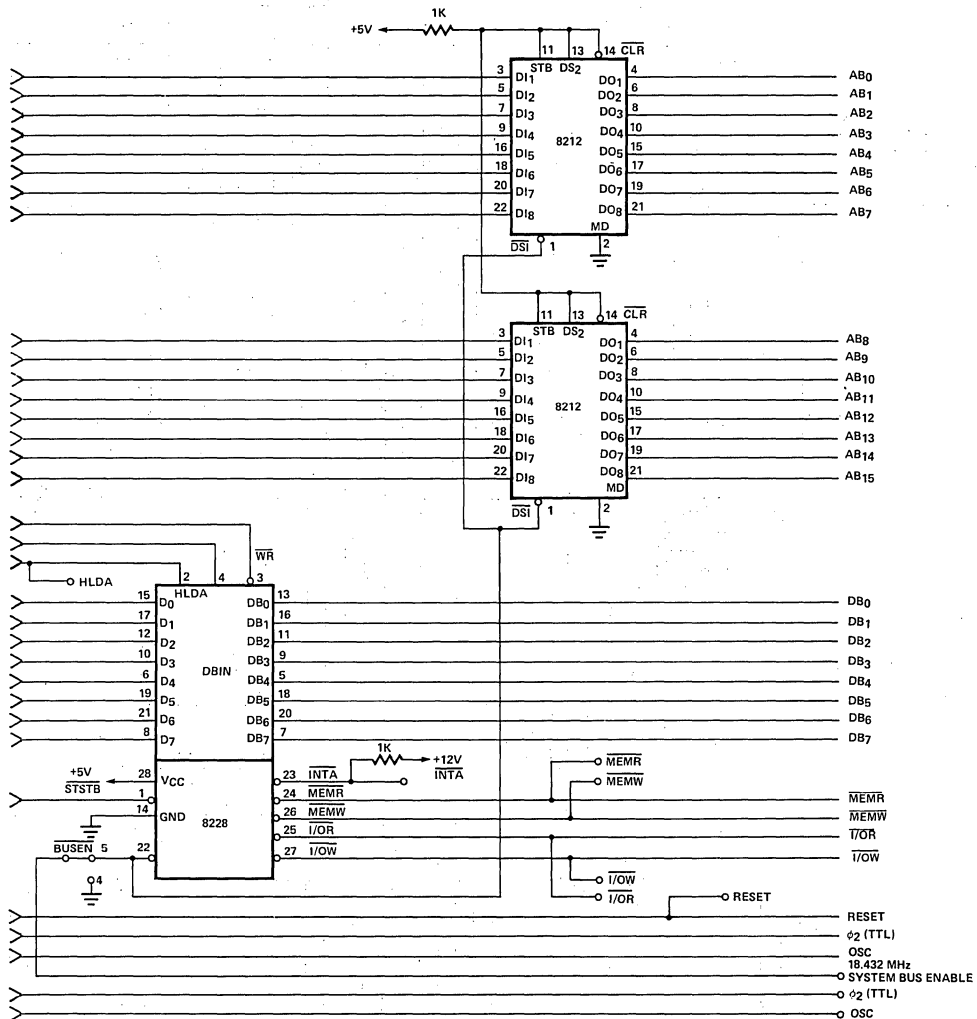 1K
+5V
11 13 14 CLR
STB DS2
3 DI1 DO1 4 AB0
5 DI2 DO2 6 AB1
7 DI3 DO3 8 AB2
9 DI4 DO4 10 AB3
8212
16 DI5 DO5 15 AB4
18 DI6 DO6 17 AB5
20 DI7 DO7 19 AB6
22 DI8 DO8 21 AB7
MD
DSI 1 2
11 13 14 CLR
STB DS2
3 DI1 DO1 4 AB8
5 DI2 DO2 6 AB9
7 DI3 DO3 8 AB10
9 DI4 DO4 10 AB11
8212
16 DI5 DO5 15 AB12
18 DI6 DO6 17 AB13
20 DI7 DO7 19 AB14
22 DI8 DO8 21 AB15
MD
DSI 1 2
WR
2 4 3
HLDA HLDA
15 D0 DB0 13 DB0
17 D1 DB1 16 DB1
12 D2 DB2 11 DB2
10 D3 DBIN DB3 9 DB3
6 D4 DB4 5 DB4
19 D5 DB5 18 DB5
21 D6 DB6 20 DB6
8 D7 DB7 7 DB7
1K
+12V
+5V 28 VCC 23 INTA INTA
STSTB 1 24 MEMR MEMR
MEMW
MEMR
14 GND 26 MEMW MEMW
8228 25 I/OR I/OR
BUSEN 5 22 27 I/OW I/OW
4
I/OW
I/OR
RESET
RESET
φ2 (TTL)
OSC
18.432 MHz
SYSTEM BUS ENABLE
φ2 (TTL)
OSC